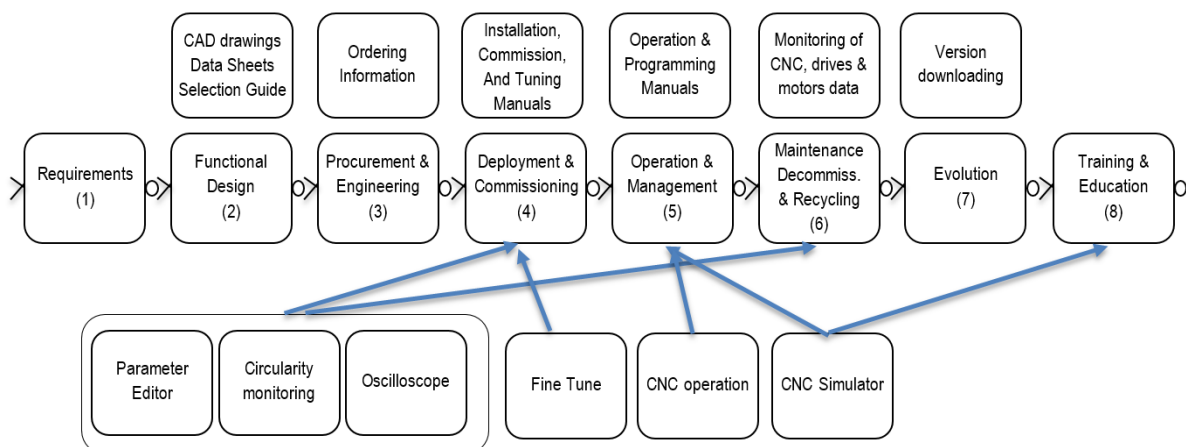 CAD drawings
Data Sheets
Selection Guide
Ordering
Information
Installation,
Commission,
And Tuning
Manuals
Operation &
Programming
Manuals
Monitoring of
CNC, drives &
motors data
Version
downloading
Requirements
(1)
Functional
Design
(2)
Procurement &
Engineering
(3)
Deployment &
Commissioning
(4)
Operation &
Management
(5)
Maintenance
Decommiss.
& Recycling
(6)
Evolution
(7)
Training &
Education
(8)
Parameter
Editor
Circularity
monitoring
Oscilloscope
Fine Tune
CNC operation
CNC Simulator